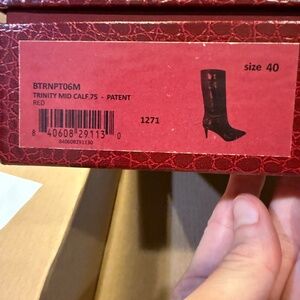 size 40
BTRNPT06M
TRINITY MID CALF 75 - PATENT
RED
1271
8 40608 29113 0
840608291130